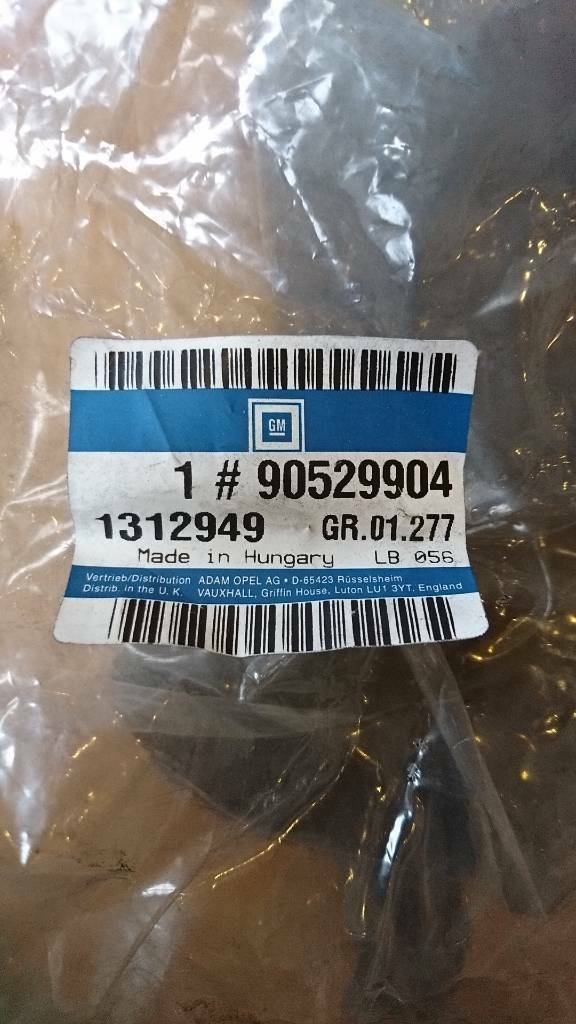 GM
1 # 90529904
1312949 GR.01.277
Made in Hungary LB 056
Vertrieb/Distribution ADAM OPEL AG • D-65423 Rüsselsheim
Distrib. in the U. K. VAUXHALL, Griffin House, Luton LU1 3YT, England